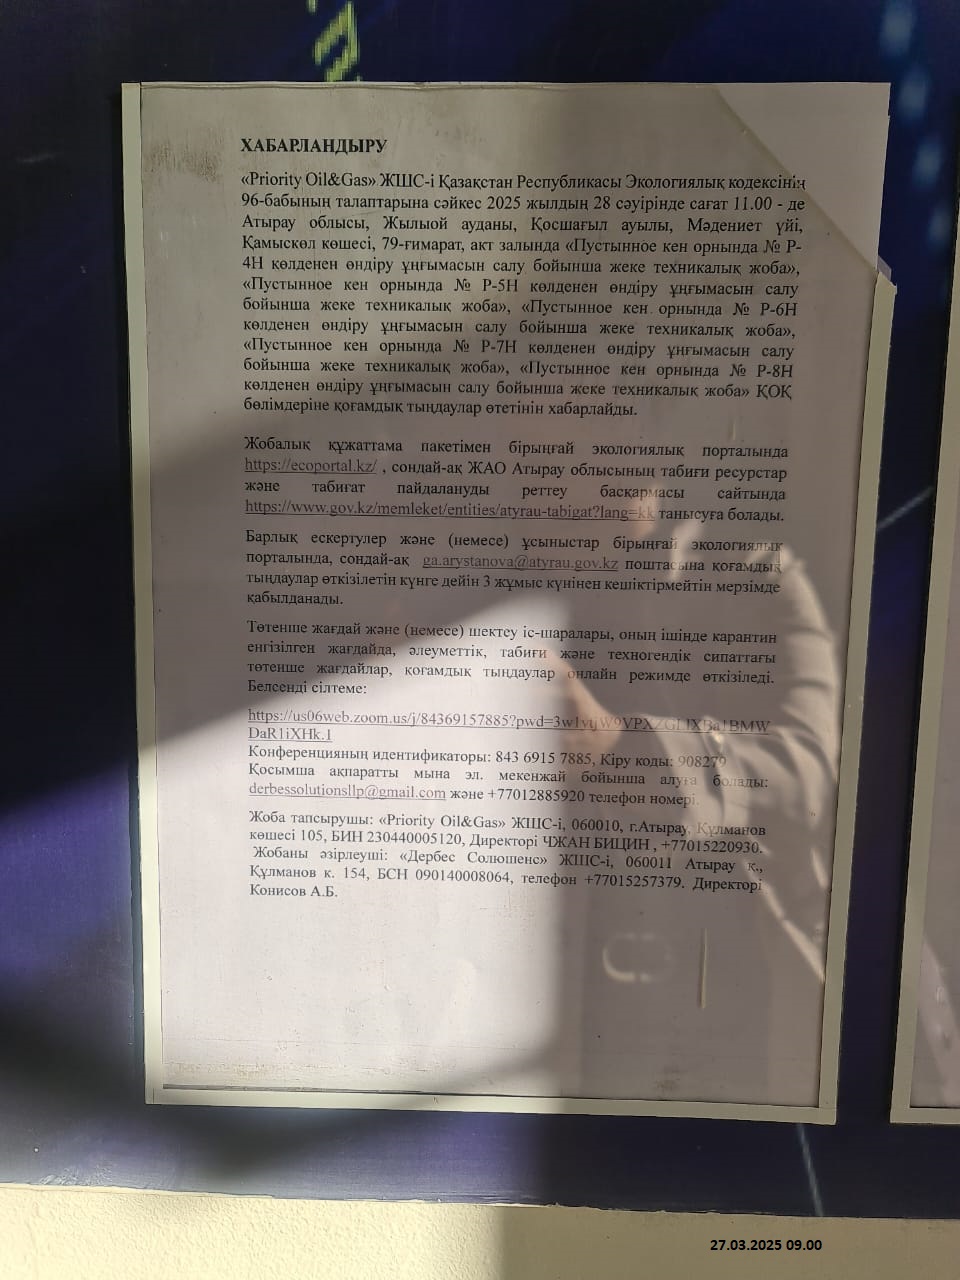 ХАБАРЛАНДЫРУ
«Priority Oil&Gas» ЖШС-і Қазақстан Республикасы Экологиялық кодексінің
96-бабының талаптарына сәйкес 2025 жылдың 28 сәуірінде сағат 11.00 - де
Атырау облысы, Жылыой ауданы, Қосшағыл ауылы, Мәдениет үйі,
Қамыскөл көшесі, 79-ғимарат, акт залында «Пустынное кен орнында № Р-
4Н көлденен өндіру ұңғымасын салу бойынша жеке техникалық жоба»,
«Пустынное кен орнында № Р-5Н көлденен өндіру ұңғымасын салу
бойынша жеке техникалық жоба», «Пустынное кен орнында № Р-6Н
көлденен өндіру ұңғымасын салу бойынша жеке техникалық жоба»,
«Пустынное кен орнында № Р-7Н көлденен өндіру ұңғымасын салу
бойынша жеке техникалық жоба», «Пустынное кен орнында № Р-8Н
көлденен өндіру ұңғымасын салу бойынша жеке техникалық жоба» ҚОҚ
бөлімдеріне қоғамдық тыңдаулар өтетінін хабарлайды.
Жобалық құжаттама пакетімен бірыңғай экологиялық порталында
https://ecoportal.kz/ , сондай-ақ ЖАО Атырау облысының табиғи ресурстар
және табиғат пайдалануды реттеу басқармасы сайтында
https://www.gov.kz/memleket/entities/atyrau-tabigat?lang=kk танысуға болады.
Барлық ескертулер және (немесе) ұсыныстар бірыңғай экологиялық
порталында, сондай-ақ ga.arystanova@atyrau.gov.kz поштасына қоғамдық
тыңдаулар өткізілетін күнге дейін 3 жұмыс күнінен кешіктірмейтін мерзімде
қабылданады.
Төтенше жағдай және (немесе) шектеу іс-шаралары, оның ішінде карантин
енгізілген жағдайда, әлеуметтік, табиғи және техногендік сипаттағы
төтенше жағдайлар, қоғамдық тыңдаулар онлайн режимде өткізіледі.
Белсенді сілтеме:
DaR1iXHk.1
Конференцияның идентификаторы: 843 6915 7885, Кіру коды: 908279
Қосымша ақпаратты мына эл. мекенжай бойынша алуға болады:
derbessolutionsllp@gmail.com және +77012885920 телефон номері.
Жоба тапсырушы: «Priority Oil&Gas» ЖШС-і, 060010, г.Атырау, Құлманов
көшесі 105, БИН 230440005120, Директорі ЧЖАН БИЦИН , +77015220930.
Жобаны әзірлеуші: «Дербес Солюшенс» ЖШС-і, 060011 Атырау қ.,
Құлманов к. 154, БСН 090140008064, телефон +77015257379. Директорі
Конисов А.Б.
27.03.2025 09.00